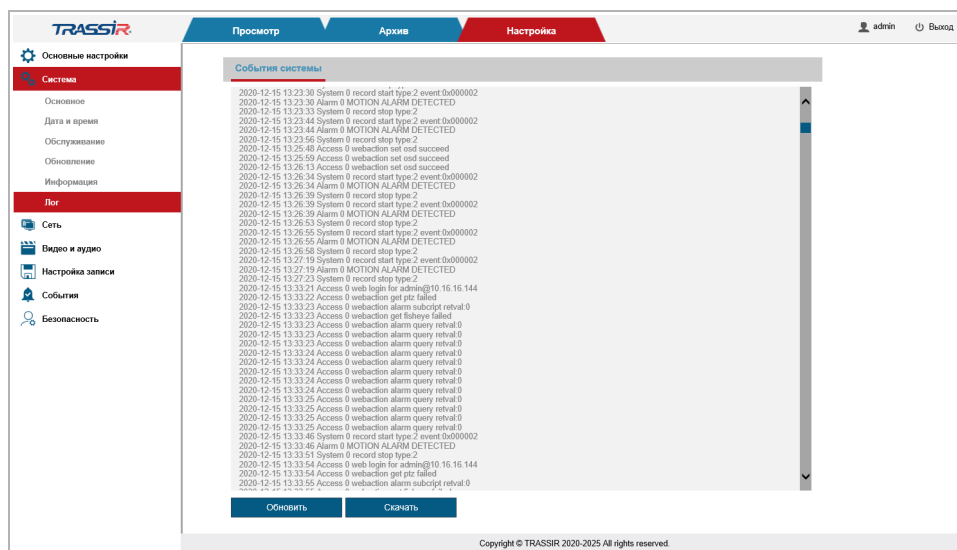 TRASSIR
Просмотр
Архив
Настройка
admin
Выход
Основные настройки
Система
Основное
Дата и время
Обслуживание
Обновление
Информация
Лог
Сеть
Видео и аудио
Настройка записи
События
Безопасность
События системы
2020-12-15 13:23:30 System 0 record start type:2 event:0x000002
2020-12-15 13:23:30 Alarm 0 MOTION ALARM DETECTED
2020-12-15 13:23:33 System 0 record stop type:2
2020-12-15 13:23:44 System 0 record start type:2 event:0x000002
2020-12-15 13:23:44 Alarm 0 MOTION ALARM DETECTED
2020-12-15 13:23:56 System 0 record stop type:2
2020-12-15 13:25:48 Access 0 webaction set osd succeed
2020-12-15 13:25:59 Access 0 webaction set osd succeed
2020-12-15 13:26:13 Access 0 webaction set osd succeed
2020-12-15 13:26:34 System 0 record start type:2 event:0x000002
2020-12-15 13:26:34 Alarm 0 MOTION ALARM DETECTED
2020-12-15 13:26:39 System 0 record stop type:2
2020-12-15 13:26:39 System 0 record start type:2 event:0x000002
2020-12-15 13:26:39 Alarm 0 MOTION ALARM DETECTED
2020-12-15 13:26:53 System 0 record stop type:2
2020-12-15 13:26:55 System 0 record start type:2 event:0x000002
2020-12-15 13:26:55 Alarm 0 MOTION ALARM DETECTED
2020-12-15 13:26:58 System 0 record stop type:2
2020-12-15 13:27:19 System 0 record start type:2 event:0x000002
2020-12-15 13:27:19 Alarm 0 MOTION ALARM DETECTED
2020-12-15 13:27:23 System 0 record stop type:2
2020-12-15 13:33:21 Access 0 web login for admin@10.16.16.144
2020-12-15 13:33:22 Access 0 webaction get ptz failed
2020-12-15 13:33:23 Access 0 webaction alarm subcript retval:0
2020-12-15 13:33:23 Access 0 webaction get fisheye failed
2020-12-15 13:33:23 Access 0 webaction alarm query retval:0
2020-12-15 13:33:23 Access 0 webaction alarm query retval:0
2020-12-15 13:33:23 Access 0 webaction alarm query retval:0
2020-12-15 13:33:24 Access 0 webaction alarm query retval:0
2020-12-15 13:33:24 Access 0 webaction alarm query retval:0
2020-12-15 13:33:24 Access 0 webaction alarm query retval:0
2020-12-15 13:33:24 Access 0 webaction alarm query retval:0
2020-12-15 13:33:24 Access 0 webaction alarm query retval:0
2020-12-15 13:33:25 Access 0 webaction alarm query retval:0
2020-12-15 13:33:25 Access 0 webaction alarm query retval:0
2020-12-15 13:33:25 Access 0 webaction alarm query retval:0
2020-12-15 13:33:25 Access 0 webaction alarm query retval:0
2020-12-15 13:33:46 System 0 record start type:2 event:0x000002
2020-12-15 13:33:46 Alarm 0 MOTION ALARM DETECTED
2020-12-15 13:33:51 System 0 record stop type:2
2020-12-15 13:33:54 Access 0 web login for admin@10.16.16.144
2020-12-15 13:33:54 Access 0 webaction get ptz failed
2020-12-15 13:33:55 Access 0 webaction alarm subcript retval:0
Обновить
Скачать
Copyright © TRASSIR 2020-2025 All rights reserved.